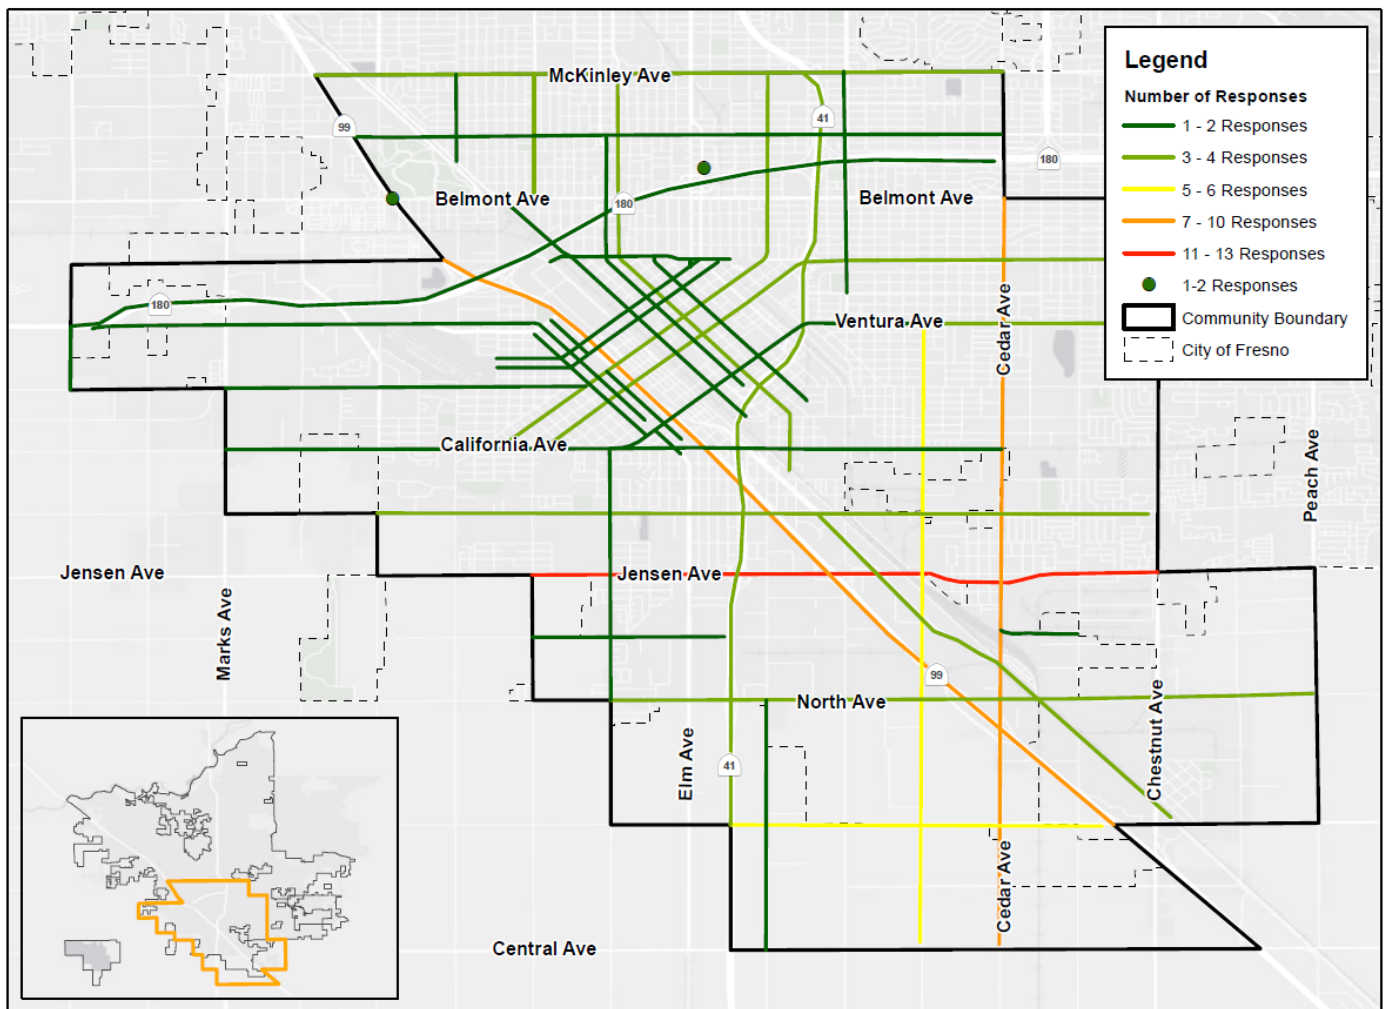 McKinley Ave
99
41
180
Belmont Ave
180
Belmont Ave
180
Ventura Ave
Cedar Ave
California Ave
Peach Ave
Jensen Ave
Jensen Ave
Marks Ave
99
North Ave
Chestnut Ave
Elm Ave
41
Cedar Ave
Central Ave
Legend
Number of Responses
1 - 2 Responses
3 - 4 Responses
5 - 6 Responses
7 - 10 Responses
11 - 13 Responses
1-2 Responses
Community Boundary
City of Fresno